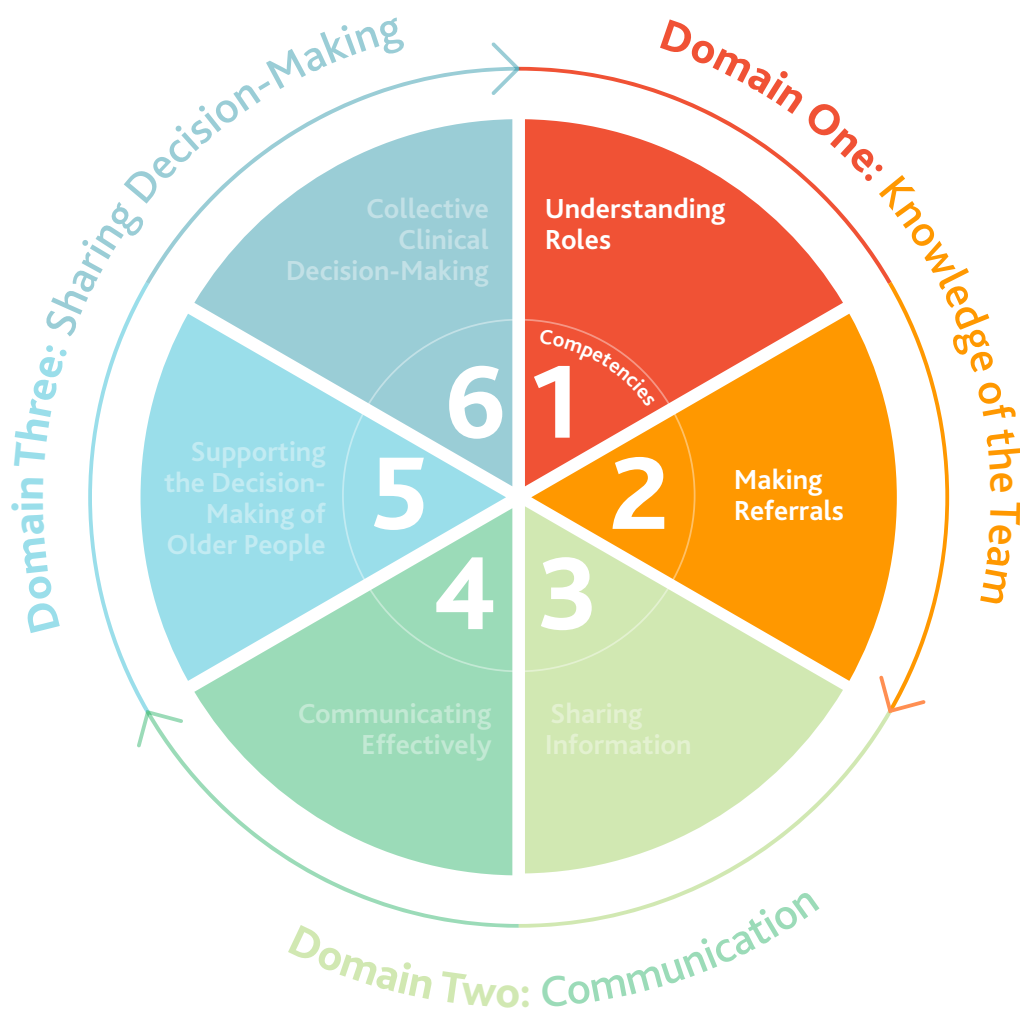 Domain One: Knowledge of the Team
Understanding
Roles
Competencies
1
2
Making
Referrals
3
Sharing
Information
Domain Two: Communication
4
Communicating
Effectively
5
Supporting
the Decision-
Making of
Older People
Domain Three: Sharing Decision-Making
6
Collective
Clinical
Decision-Making